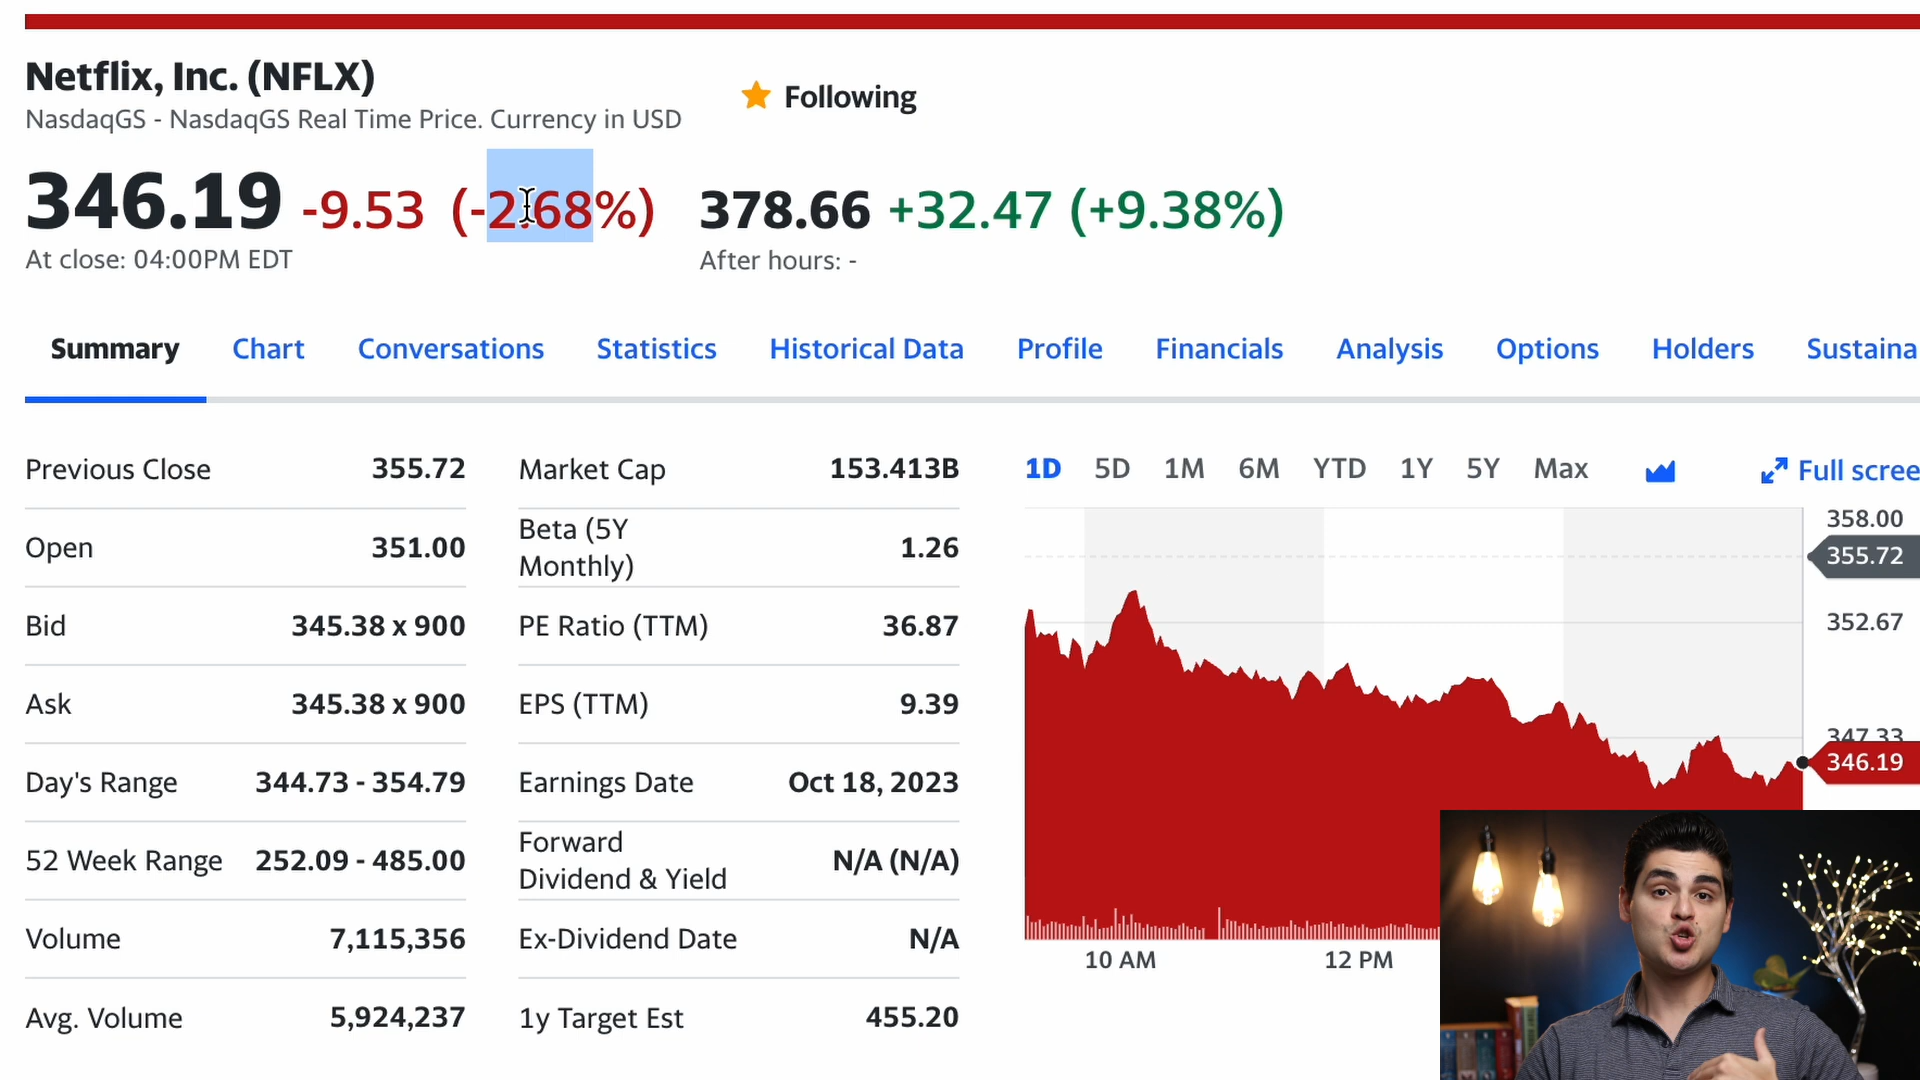 Netflix, Inc. (NFLX)
NasdaqGS - NasdaqGS Real Time Price. Currency in USD
Following
346.19 -9.53 (-2.68%) 378.66 +32.47 (+9.38%)
At close: 04:00PM EDT
After hours: -
Summary Chart Conversations Statistics Historical Data Profile Financials Analysis Options Holders Sustaina
Previous Close 355.72
Open 351.00
Bid 345.38 x 900
Ask 345.38 x 900
Day's Range 344.73 - 354.79
52 Week Range 252.09 - 485.00
Volume 7,115,356
Avg. Volume 5,924,237
Market Cap 153.413B
Beta (5Y
Monthly) 1.26
PE Ratio (TTM) 36.87
EPS (TTM) 9.39
Earnings Date Oct 18, 2023
Forward
Dividend & Yield N/A (N/A)
Ex-Dividend Date N/A
1y Target Est 455.20
1D 5D 1M 6M YTD 1Y 5Y Max Full scree
358.00
355.72
352.67
347.33
346.19
10 AM 12 PM